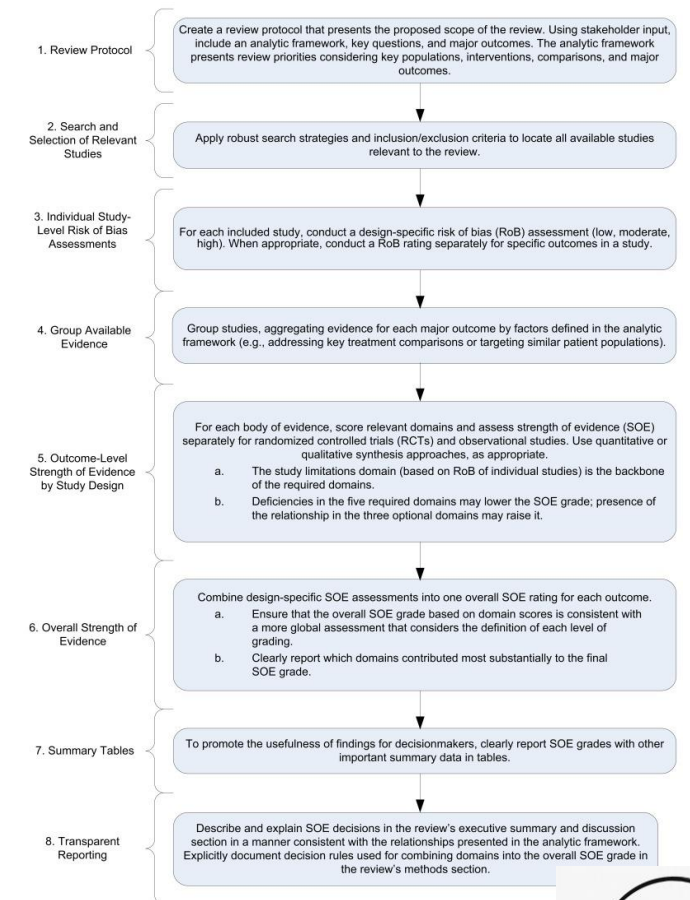 1. Review Protocol
Create a review protocol that presents the proposed scope of the review. Using stakeholder input,
include an analytic framework, key questions, and major outcomes. The analytic framework
presents review priorities considering key populations, interventions, comparisons, and major
outcomes.
2. Search and
Selection of Relevant
Studies
Apply robust search strategies and inclusion/exclusion criteria to locate all available studies
relevant to the review.
3. Individual Study-
Level Risk of Bias
Assessments
For each included study, conduct a design-specific risk of bias (RoB) assessment (low, moderate,
high). When appropriate, conduct a RoB rating separately for specific outcomes in a study.
4. Group Available
Evidence
Group studies, aggregating evidence for each major outcome by factors defined in the analytic
framework (e.g., addressing key treatment comparisons or targeting similar patient populations).
5. Outcome-Level
Strength of Evidence
by Study Design
For each body of evidence, score relevant domains and assess strength of evidence (SOE)
separately for randomized controlled trials (RCTs) and observational studies. Use quantitative or
qualitative synthesis approaches, as appropriate.
a. The study limitations domain (based on RoB of individual studies) is the backbone
of the required domains.
b. Deficiencies in the five required domains may lower the SOE grade; presence of
the relationship in the three optional domains may raise it.
6. Overall Strength of
Evidence
Combine design-specific SOE assessments into one overall SOE rating for each outcome.
a. Ensure that the overall SOE grade based on domain scores is consistent with
a more global assessment that considers the definition of each level of
grading.
b. Clearly report which domains contributed most substantially to the final
SOE grade.
7. Summary Tables
To promote the usefulness of findings for decisionmakers, clearly report SOE grades with other
important summary data in tables.
8. Transparent
Reporting
Describe and explain SOE decisions in the review's executive summary and discussion
section in a manner consistent with the relationships presented in the analytic framework.
Explicitly document decision rules used for combining domains into the overall SOE grade in
the review's methods section.